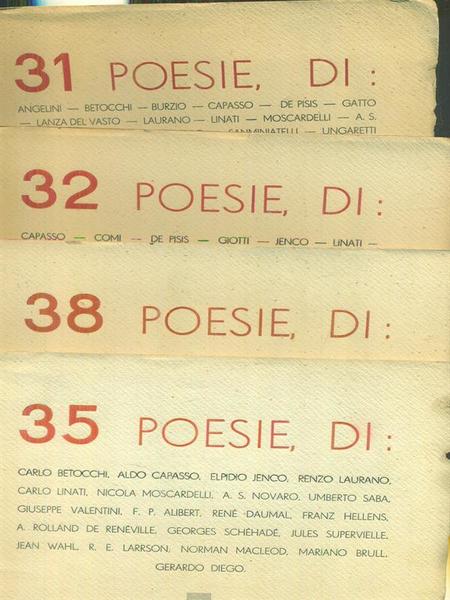 31 POESIE, DI :
ANGELINI — BETOCCHI — BURZIO — CAPASSO — DE PISIS — GATTO
— LANZA DEL VASTO — LAURANO — LINATI — MOSCARDELLI — A. S.
SANMINIATELLI — UNGARETTI
32 POESIE, DI :
CAPASSO — COMI — DE PISIS — GIOTTI — JENCO — LINATI —
38 POESIE, DI :
35 POESIE, DI :
CARLO BETOCCHI, ALDO CAPASSO, ELPIDIO JENCO, RENZO LAURANO,
CARLO LINATI, NICOLA MOSCARDELLI, A. S. NOVARO, UMBERTO SABA,
GIUSEPPE VALENTINI, F. P. ALIBERT, RENÉ DAUMAL, FRANZ HELLENS,
A. ROLLAND DE RENÉVILLE, GEORGES SCHÉHADÉ, JULES SUPERVIELLE,
JEAN WAHL, R. E. LARRSON, NORMAN MACLEOD, MARIANO BRULL,
GERARDO DIEGO.